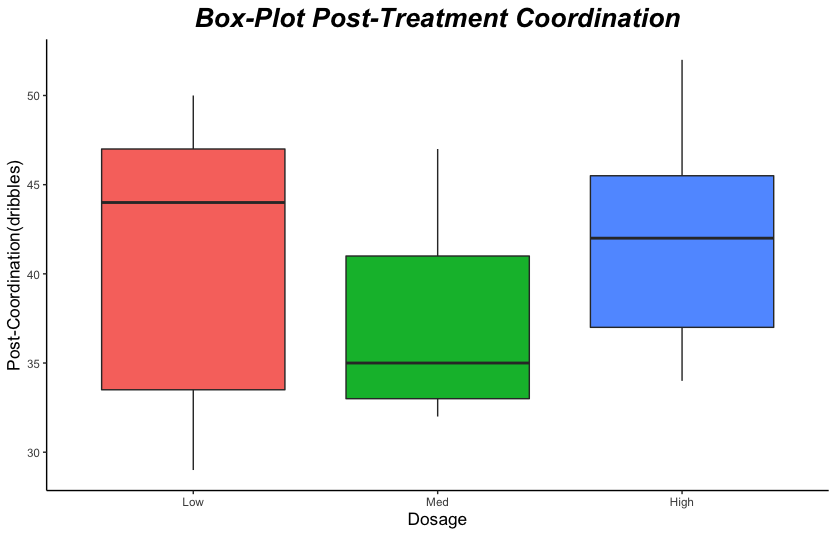 Box-Plot Post-Treatment Coordination
Post-Coordination(dribbles)
50
45
40
35
30
Low Med High
Dosage